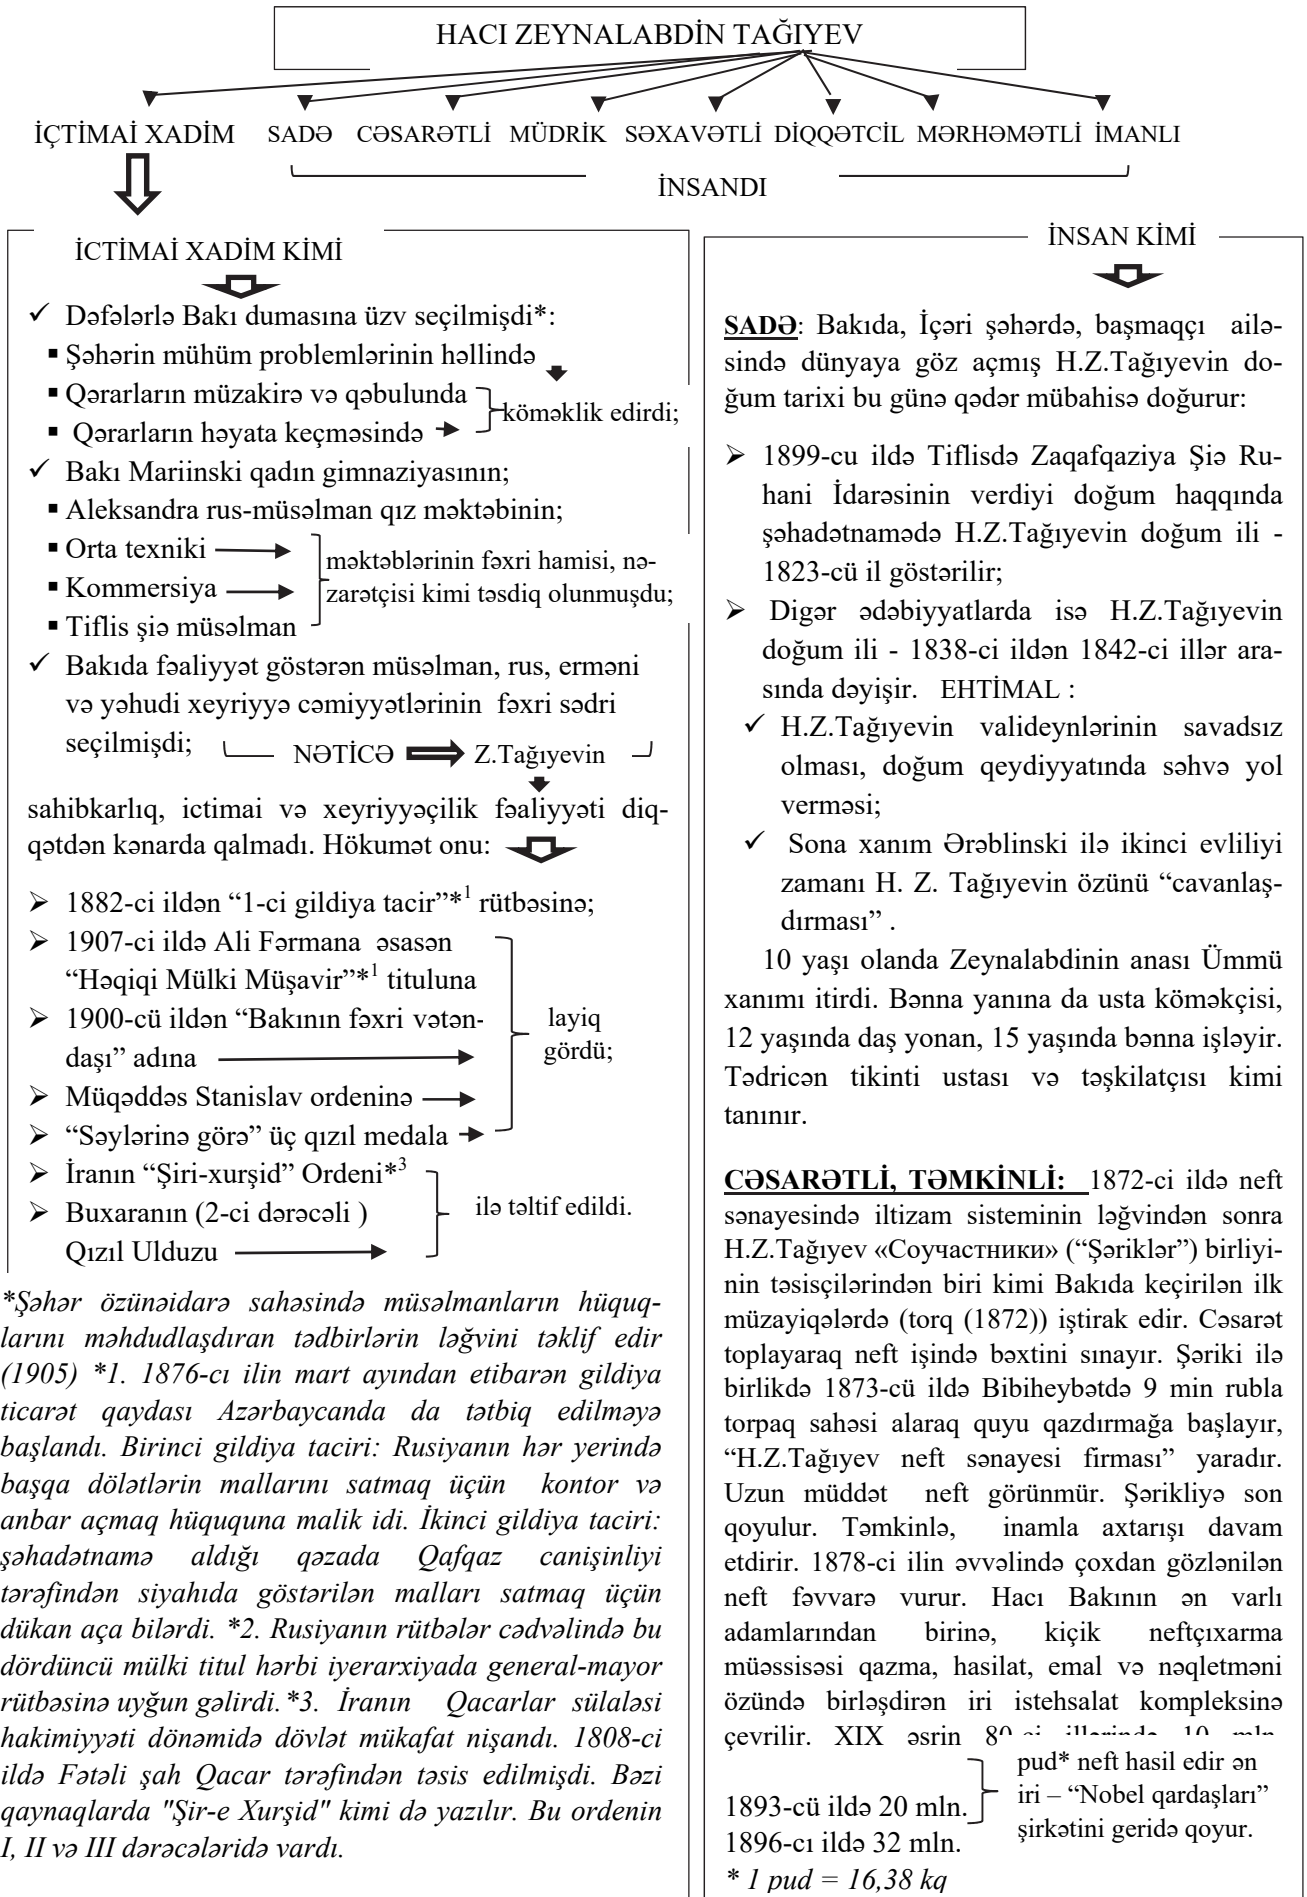 HACI ZEYNALABDİN TAĞIYEV
İÇTİMAİ XADİM SADƏ CƏSARƏTLİ MÜDRİK SƏXAVƏTLİ DİQQƏTCİL MƏRHƏMƏTLİ İMANLI
İNSANDI
İCTİMAİ XADİM KİMİ
✓ Dəfələrlə Bakı dumasına üzv seçilmişdi*:
▪ Şəhərin mühüm problemlərinin həllində
▪ Qərarların müzakirə və qəbulunda
▪ Qərarların həyata keçməsində
köməklik edirdi;
✓ Bakı Mariinski qadın gimnaziyasının;
▪ Aleksandra rus-müsəlman qız məktəbinin;
▪ Orta texniki
▪ Kommersiya
▪ Tiflis şiə müsəlman
məktəblərinin fəxri hamisi, nə-
zarətçisi kimi təsdiq olunmuşdu;
✓ Bakıda fəaliyyət göstərən müsəlman, rus, erməni
və yəhudi xeyriyyə cəmiyyətlərinin fəxri sədri
seçilmişdi; NƏTİCƏ Z.Tağıyevin
sahibkarlıq, ictimai və xeyriyyəçilik fəaliyyəti diq-
qətdən kənarda qalmadı. Hökumət onu:
➢ 1882-ci ildən “1-ci gildiya tacir”*1 rütbəsinə;
➢ 1907-ci ildə Ali Fərmana əsasən
“Həqiqi Mülki Müşavir”*1 tituluna
➢ 1900-cü ildən “Bakının fəxri vətən-
daşı” adına
➢ Müqəddəs Stanislav ordeninə
➢ “Səylərinə görə” üç qızıl medala
layiq
gördü;
➢ İranın “Şiri-xurşid” Ordeni*3
➢ Buxaranın (2-ci dərəcəli )
Qızıl Ulduzu
ilə təltif edildi.
*Şəhər özünəidarə sahəsində müsəlmanların hüquq-
larını məhdudlaşdıran tədbirlərin ləğvini təklif edir
(1905) *1. 1876-cı ilin mart ayından etibarən gildiya
ticarət qaydası Azərbaycanda da tətbiq edilməyə
başlandı. Birinci gildiya taciri: Rusiyanın hər yerində
başqa dölətlərin mallarını satmaq üçün kontor və
anbar açmaq hüququna malik idi. İkinci gildiya taciri:
şəhadətnamə aldığı qəzada Qafqaz canişinliyi
tərəfindən siyahıda göstərilən malları satmaq üçün
dükan aça bilərdi. *2. Rusiyanın rütbələr cədvəlində bu
dördüncü mülki titul hərbi iyerarxiyada general-mayor
rütbəsinə uyğun gəlirdi.*3. İranın Qacarlar sülaləsi
hakimiyyəti dönəmidə dövlət mükafat nişandı. 1808-ci
ildə Fətəli şah Qacar tərəfindən təsis edilmişdi. Bəzi
qaynaqlarda "Şir-e Xurşid" kimi də yazılır. Bu ordenin
I, II və III dərəcələridə vardı.
İNSAN KİMİ
SADƏ: Bakıda, İçəri şəhərdə, başmaqçı ailə-
sində dünyaya göz açmış H.Z.Tağıyevin do-
ğum tarixi bu günə qədər mübahisə doğurur:
➢ 1899-cu ildə Tiflisdə Zaqafqaziya Şiə Ru-
hani İdarəsinin verdiyi doğum haqqında
şəhadətnamədə H.Z.Tağıyevin doğum ili -
1823-cü il göstərilir;
➢ Digər ədəbiyyatlarda isə H.Z.Tağıyevin
doğum ili - 1838-ci ildən 1842-ci illər ara-
sında dəyişir. EHTİMAL :
✓ H.Z.Tağıyevin valideynlərinin savadsız
olması, doğum qeydiyyatında səhvə yol
verməsi;
✓ Sona xanım Ərəblinski ilə ikinci evliliyi
zamanı H. Z. Tağıyevin özünü “cavanlaş-
dırması” .
10 yaşı olanda Zeynalabdinin anası Ümmü
xanımı itirdi. Bənna yanına da usta köməkçisi,
12 yaşında daş yonan, 15 yaşında bənna işləyir.
Tədricən tikinti ustası və təşkilatçısı kimi
tanınır.
CƏSARƏTLİ, TƏMKİNLİ: 1872-ci ildə neft
sənayesində iltizam sisteminin ləğvindən sonra
H.Z.Tağıyev «Соучастники» (“Şəriklər”) birliyi-
nin təsisçilərindən biri kimi Bakıda keçirilən ilk
müzayiqələrdə (torq (1872)) iştirak edir. Cəsarət
toplayaraq neft işində bəxtini sınayır. Şəriki ilə
birlikdə 1873-cü ildə Bibiheybətdə 9 min rubla
torpaq sahəsi alaraq quyu qazdırmağa başlayır,
“H.Z.Tağıyev neft sənayesi firması” yaradır.
Uzun müddət neft görünmür. Şərikliyə son
qoyulur. Təmkinlə, inamla axtarışı davam
etdirir. 1878-ci ilin əvvəlində çoxdan gözlənilən
neft fəvvarə vurur. Hacı Bakının ən varlı
adamlarından birinə, kiçik neftçıxarma
müəssisəsi qazma, hasilat, emal və nəqletməni
özündə birləşdirən iri istehsalat kompleksinə
çevrilir. XIX əsrin 80-ci illərində 10 mln.
1893-cü ildə 20 mln.
1896-cı ildə 32 mln.
pud* neft hasil edir ən
iri – “Nobel qardaşları”
şirkətini geridə qoyur.
* 1 pud = 16,38 kq